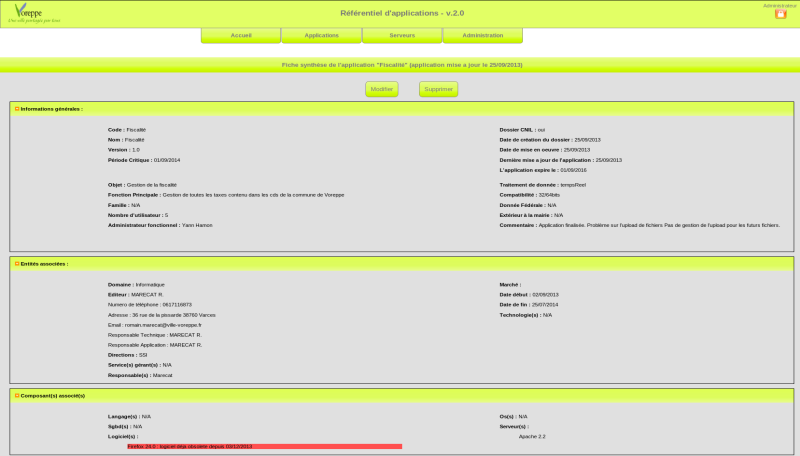 Voreppe
Une ville partagée par tous
Référentiel d'applications - v.2.0
Administrateur
Accueil
Applications
Serveurs
Administration
Fiche synthèse de l'application "Fiscalité" (application mise a jour le 25/09/2013)
Modifier
Supprimer
Informations générales :
Code : Fiscalité
Dossier CNIL : oui
Nom : Fiscalité
Date de création du dossier : 25/09/2013
Version : 1.0
Date de mise en oeuvre : 25/09/2013
Période Critique : 01/09/2014
Dernière mise a jour de l'application : 25/09/2013
L'application expire le : 01/09/2016
Objet : Gestion de la fiscalité
Traitement de donnée : tempsReel
Fonction Principale : Gestion de toutes les taxes contenu dans les cds de la commune de Voreppe
Compatibilité : 32/64bits
Famille : N/A
Donnée Fédérale : N/A
Nombre d'utilisateur : 5
Extérieur à la mairie : N/A
Administrateur fonctionnel : Yann Hamon
Commentaire : Application finalisée. Problème sur l'upload de fichiers Pas de gestion de l'upload pour les futurs fichiers.
Entités associées :
Domaine : Informatique
Marché :
Editeur : MARECAT R.
Date début : 02/09/2013
Numero de téléphone : 0617116873
Date de fin : 25/07/2014
Adresse : 36 rue de la pissarde 38760 Varces
Technologie(s) : N/A
Email : romain.marecat@ville-voreppe.fr
Responsable Technique : MARECAT R.
Responsable Application : MARECAT R.
Directions : SSI
Service(s) gérant(s) : N/A
Responsable(s) : Marecat
Composant(s) associé(s)
Langage(s) : N/A
Os(s) : N/A
Sgbd(s) : N/A
Serveur(s) :
Logiciel(s) :
Apache 2.2
Firefox 24.0 : logiciel déjà obsolète depuis 03/12/2013